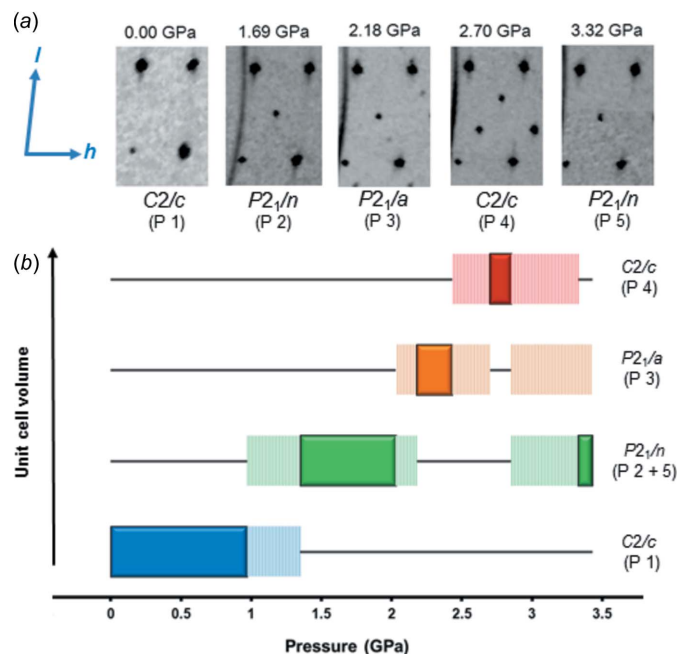 (a)
0.00 GPa 1.69 GPa 2.18 GPa 2.70 GPa 3.32 GPa
l
h
C2/c P2₁/n P2₁/a C2/c P2₁/n
(P 1) (P 2) (P 3) (P 4) (P 5)
(b)
C2/c
(P 4)
P2₁/a
(P 3)
P2₁/n
(P 2 + 5)
C2/c
(P 1)
Unit cell volume
0 0.5 1 1.5 2 2.5 3 3.5
Pressure (GPa)